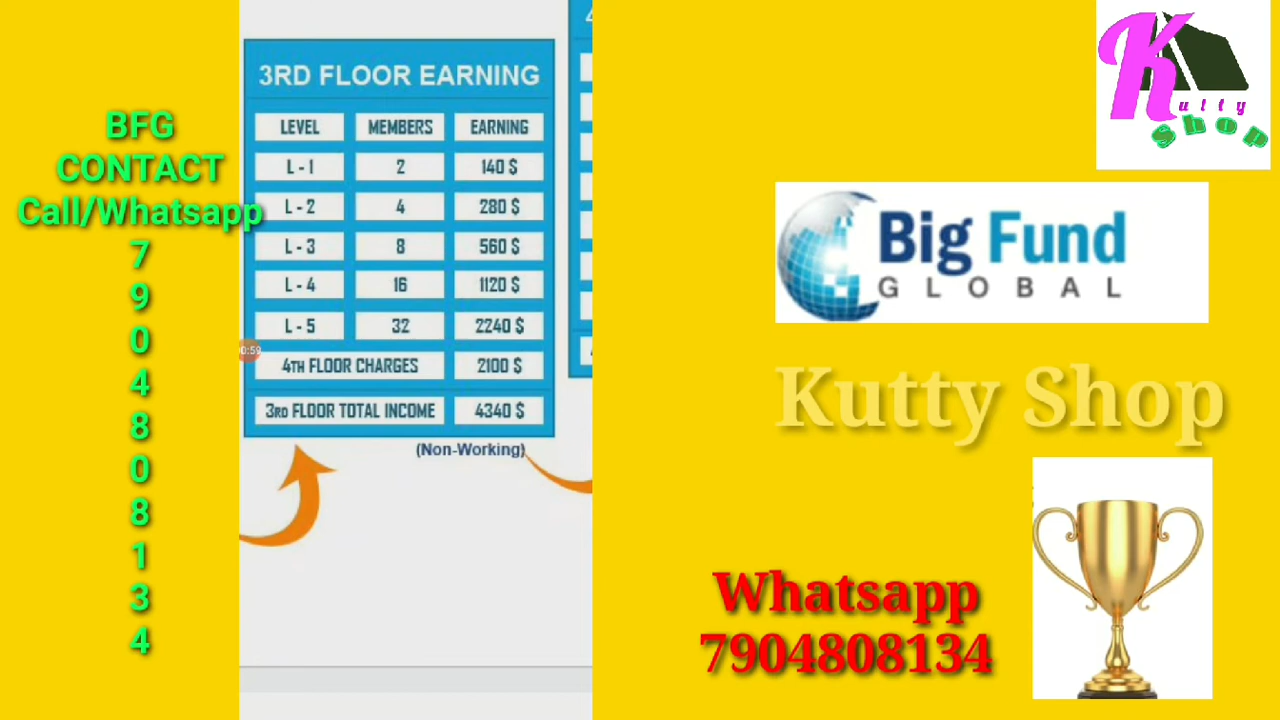 BFG
CONTACT
Call/Whatsapp
7
9
0
4
8
0
8
1
3
4
3RD FLOOR EARNING
LEVEL MEMBERS EARNING
L - 1 2 140 $
L - 2 4 280 $
L - 3 8 560 $
L - 4 16 1120 $
L - 5 32 2240 $
4TH FLOOR CHARGES 2100 $
3RD FLOOR TOTAL INCOME 4340 $
(Non-Working)
Kutty
Shop
Big Fund
GLOBAL
Kutty Shop
Whatsapp
7904808134